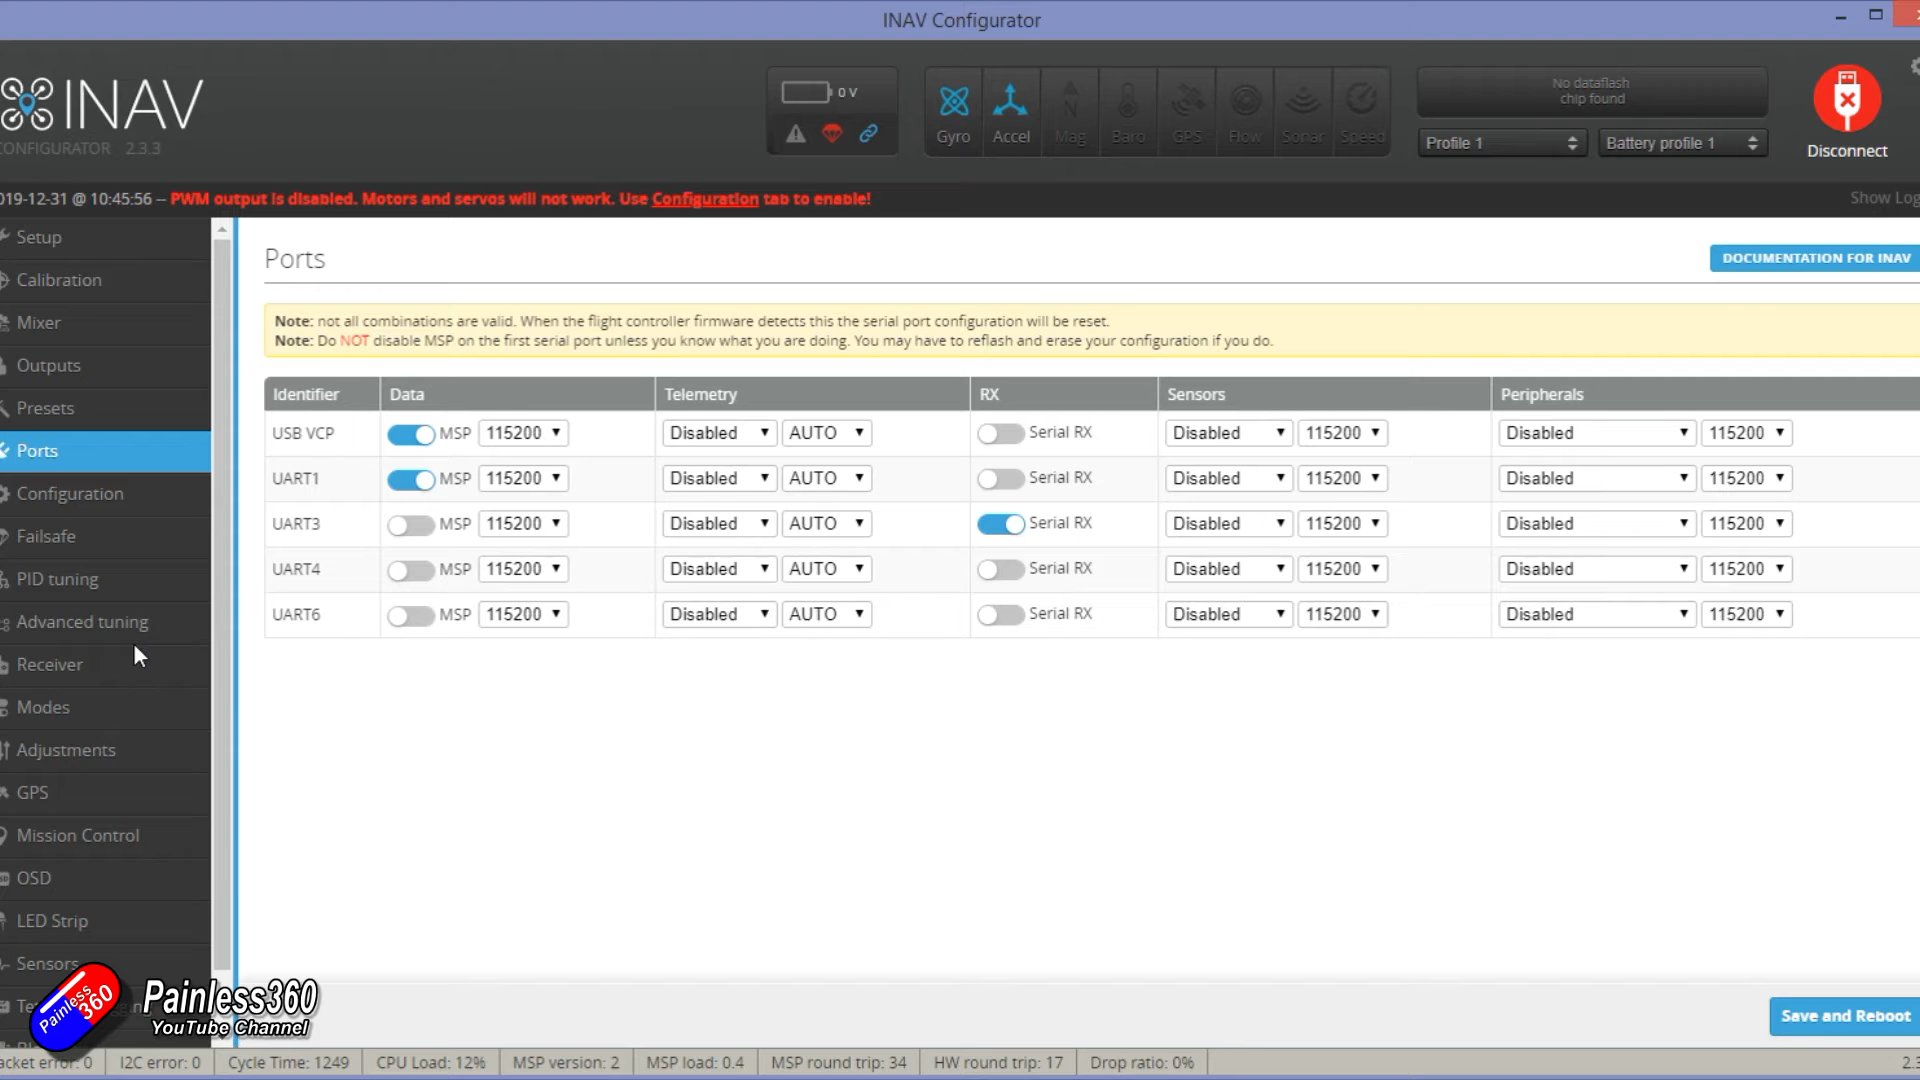 INAV Configurator
INAV
CONFIGURATOR 2.3.3
0 V
Gyro Accel Mag Baro GPS Flow Sonar Speed
No dataflash
chip found
Profile 1 Battery profile 1
Disconnect
019-12-31 @ 10:45:56 -- PWM output is disabled. Motors and servos will not work. Use Configuration tab to enable!
Show Log
Setup
Calibration
Mixer
Outputs
Presets
Ports
Configuration
Failsafe
PID tuning
Advanced tuning
Receiver
Modes
Adjustments
GPS
Mission Control
OSD
LED Strip
Sensors
Ports
DOCUMENTATION FOR INAV
Note: not all combinations are valid. When the flight controller firmware detects this the serial port configuration will be reset.
Note: Do NOT disable MSP on the first serial port unless you know what you are doing. You may have to reflash and erase your configuration if you do.
Identifier Data Telemetry RX Sensors Peripherals
USB VCP MSP 115200 Disabled AUTO Serial RX Disabled 115200 Disabled 115200
UART1 MSP 115200 Disabled AUTO Serial RX Disabled 115200 Disabled 115200
UART3 MSP 115200 Disabled AUTO Serial RX Disabled 115200 Disabled 115200
UART4 MSP 115200 Disabled AUTO Serial RX Disabled 115200 Disabled 115200
UART6 MSP 115200 Disabled AUTO Serial RX Disabled 115200 Disabled 115200
Painless 360
Painless360
YouTube Channel
Save and Reboot
acket error: 0 I2C error: 0 Cycle Time: 1249 CPU Load: 12% MSP version: 2 MSP load: 0.4 MSP round trip: 34 HW round trip: 17 Drop ratio: 0%